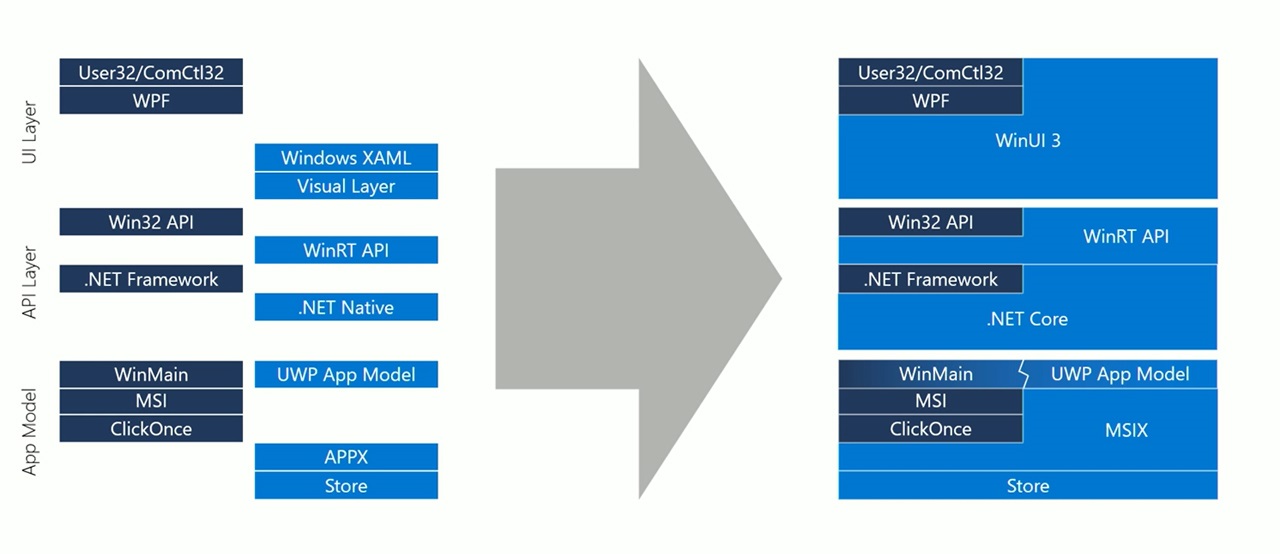 UI Layer
User32/ComCtl32
WPF
Windows XAML
Visual Layer
API Layer
Win32 API
WinRT API
.NET Framework
.NET Native
App Model
WinMain
UWP App Model
MSI
ClickOnce
APPX
Store
User32/ComCtl32
WPF
WinUI 3
Win32 API
WinRT API
.NET Framework
.NET Core
WinMain
UWP App Model
MSI
ClickOnce
MSIX
Store